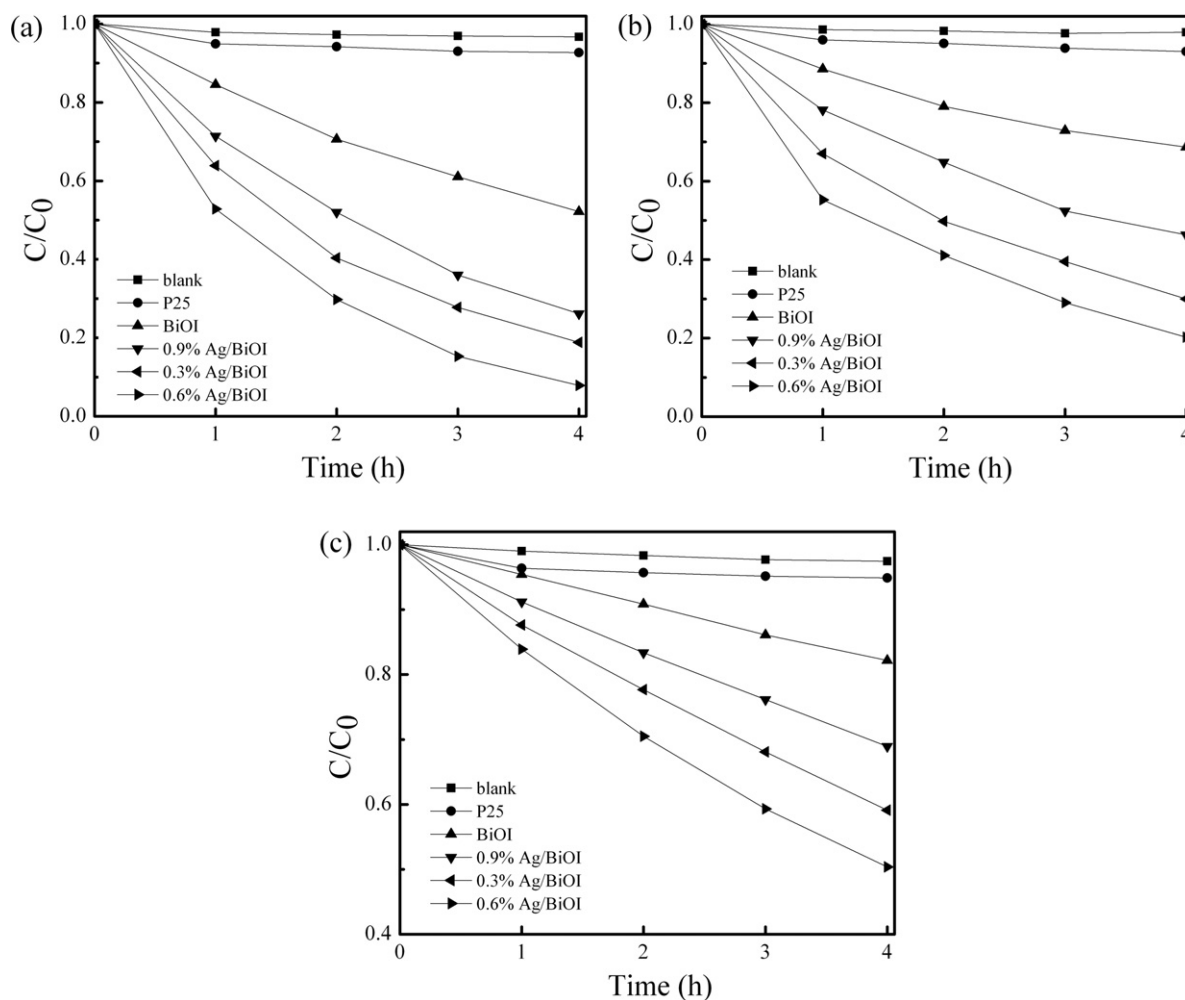 (a)
1.0
0.8
0.6
0.4
0.2
0.0
C/C0
blank
P25
BiOI
0.9% Ag/BiOI
0.3% Ag/BiOI
0.6% Ag/BiOI
0 1 2 3 4
Time (h)
(b)
1.0
0.8
0.6
0.4
0.2
0.0
C/C0
blank
P25
BiOI
0.9% Ag/BiOI
0.3% Ag/BiOI
0.6% Ag/BiOI
0 1 2 3 4
Time (h)
(c)
1.0
0.8
0.6
0.4
C/C0
blank
P25
BiOI
0.9% Ag/BiOI
0.3% Ag/BiOI
0.6% Ag/BiOI
0 1 2 3 4
Time (h)